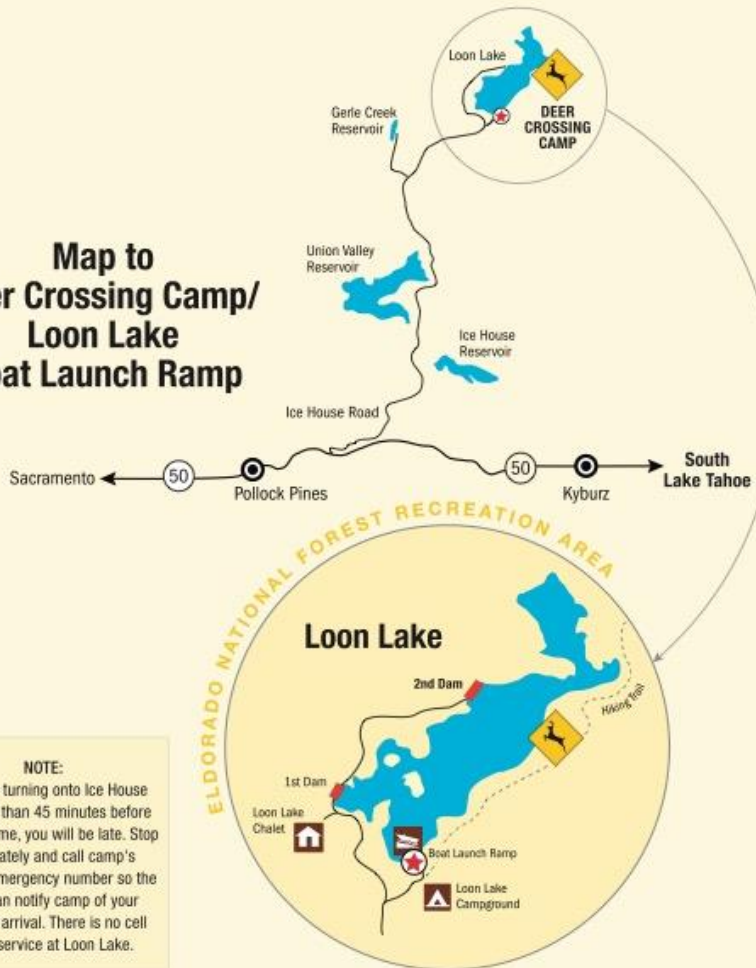 Loon Lake
DEER
CROSSING
CAMP
Gerle Creek
Reservoir
Map to
er Crossing Camp/
Loon Lake
oat Launch Ramp
Union Valley
Reservoir
Ice House
Reservoir
Ice House Road
Sacramento
50
Pollock Pines
50
Kyburz
South
Lake Tahoe
ELDORADO NATIONAL FOREST RECREATION AREA
Loon Lake
2nd Dam
Hiking Trail
1st Dam
Loon Lake
Chalet
Boat Launch Ramp
Loon Lake
Campground
NOTE:
turning onto Ice House
than 45 minutes before
me, you will be late. Stop
ately and call camp's
mergency number so the
an notify camp of your
arrival. There is no cell
service at Loon Lake.